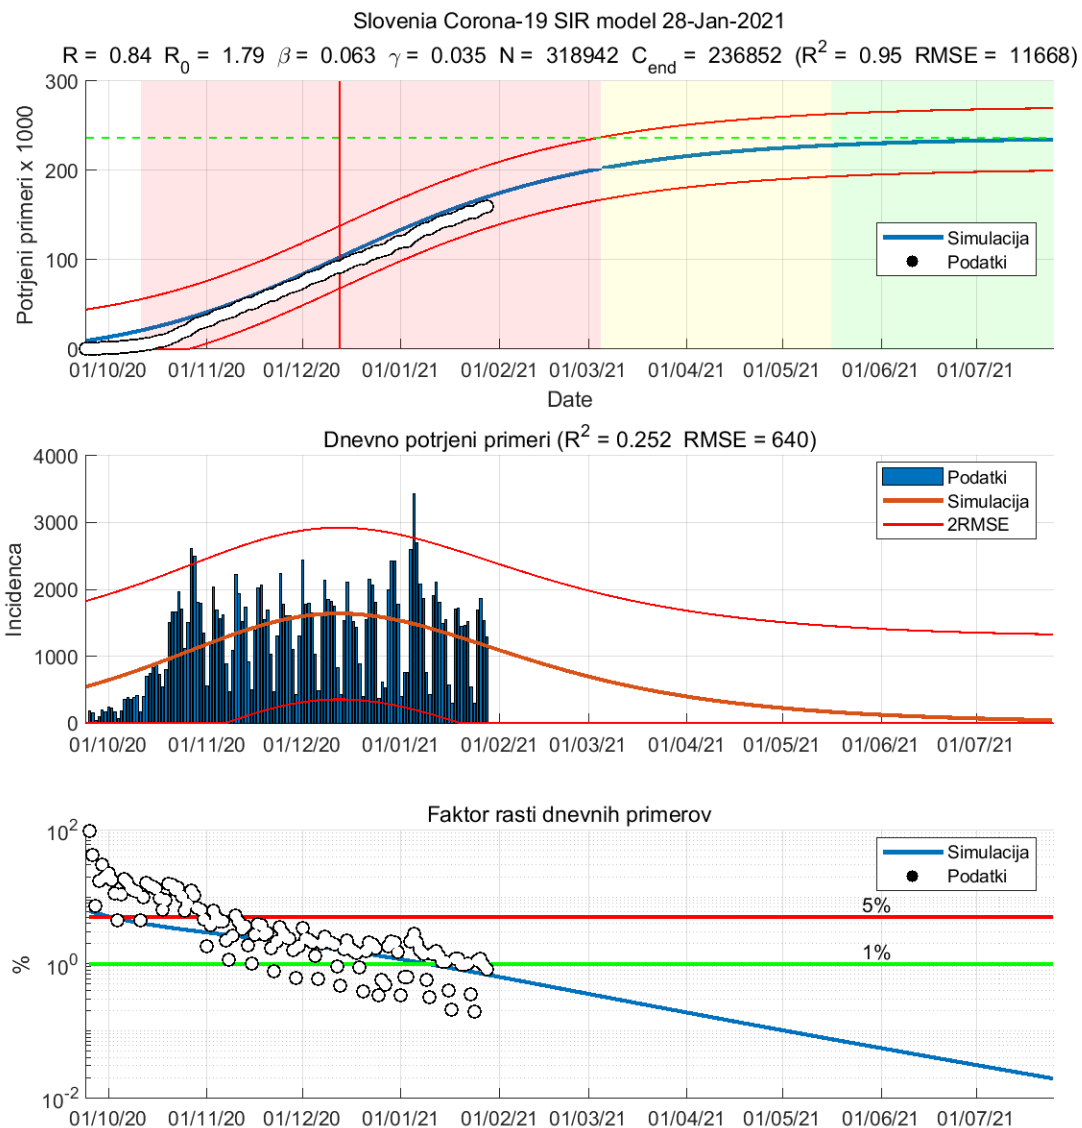 Slovenia Corona-19 SIR model 28-Jan-2021
R = 0.84 R0 = 1.79 β = 0.063 γ = 0.035 N = 318942 Cend = 236852 (R2 = 0.95 RMSE = 11668)
Potrjeni primeri x 1000
300
200
100
0
Simulacija
Podatki
01/10/20 01/11/20 01/12/20 01/01/21 01/02/21 01/03/21 01/04/21 01/05/21 01/06/21 01/07/21
Date
Dnevno potrjeni primeri (R2 = 0.252 RMSE = 640)
Incidenca
4000
3000
2000
1000
0
Podatki
Simulacija
2RMSE
01/10/20 01/11/20 01/12/20 01/01/21 01/02/21 01/03/21 01/04/21 01/05/21 01/06/21 01/07/21
Faktor rasti dnevnih primerov
%
10^2
10^0
10^-2
Simulacija
Podatki
5%
1%
01/10/20 01/11/20 01/12/20 01/01/21 01/02/21 01/03/21 01/04/21 01/05/21 01/06/21 01/07/21